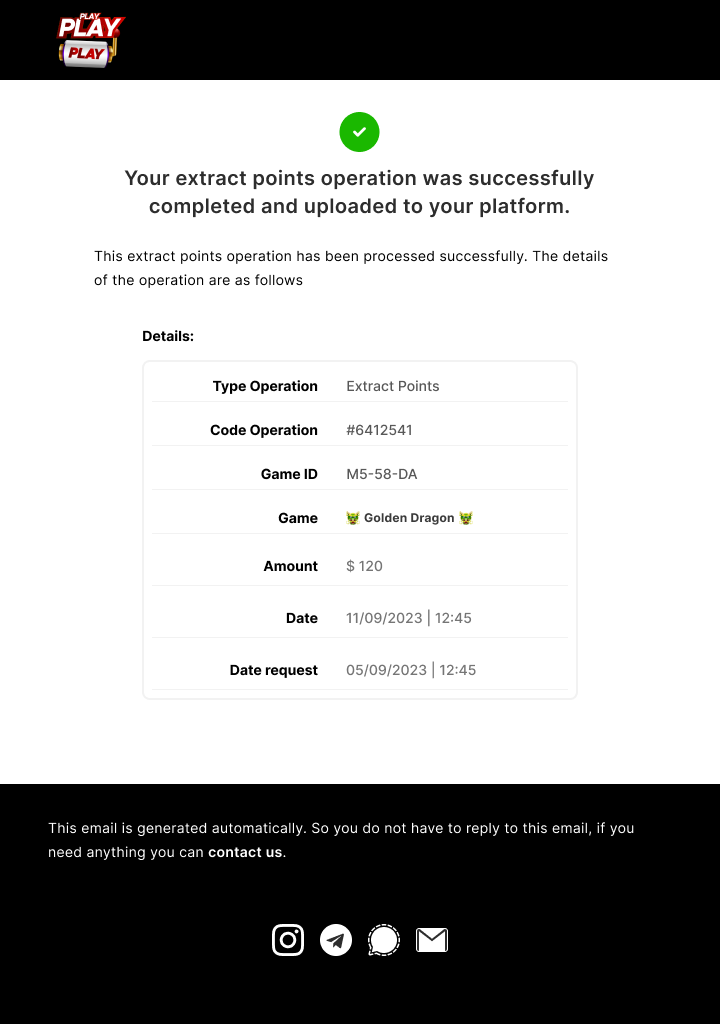 PLAY
PLAY
PLAY
Your extract points operation was successfully
completed and uploaded to your platform.
This extract points operation has been processed successfully. The details
of the operation are as follows
Details:
Type Operation Extract Points
Code Operation #6412541
Game ID M5-58-DA
Game 🐲 Golden Dragon 🐲
Amount $ 120
Date 11/09/2023 | 12:45
Date request 05/09/2023 | 12:45
This email is generated automatically. So you do not have to reply to this email, if you
need anything you can contact us.